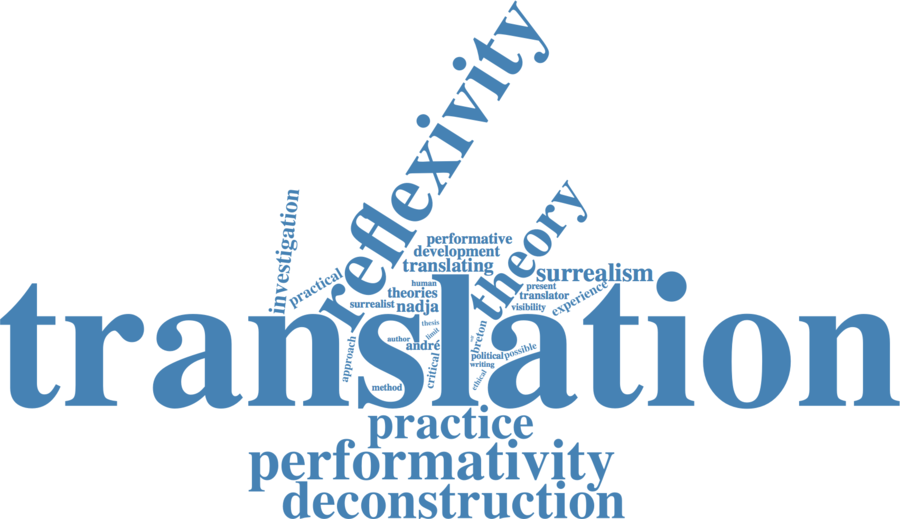 reflexivity
theory
investigation
practical
performative
development
translating
surrealism
human
present
theories
translator
experience
surrealist
nadja
visibility
translation
thesis
limit
breton
author
andré
approach
critical
political
possible
writing
method
ethical
practice
performativity
deconstruction